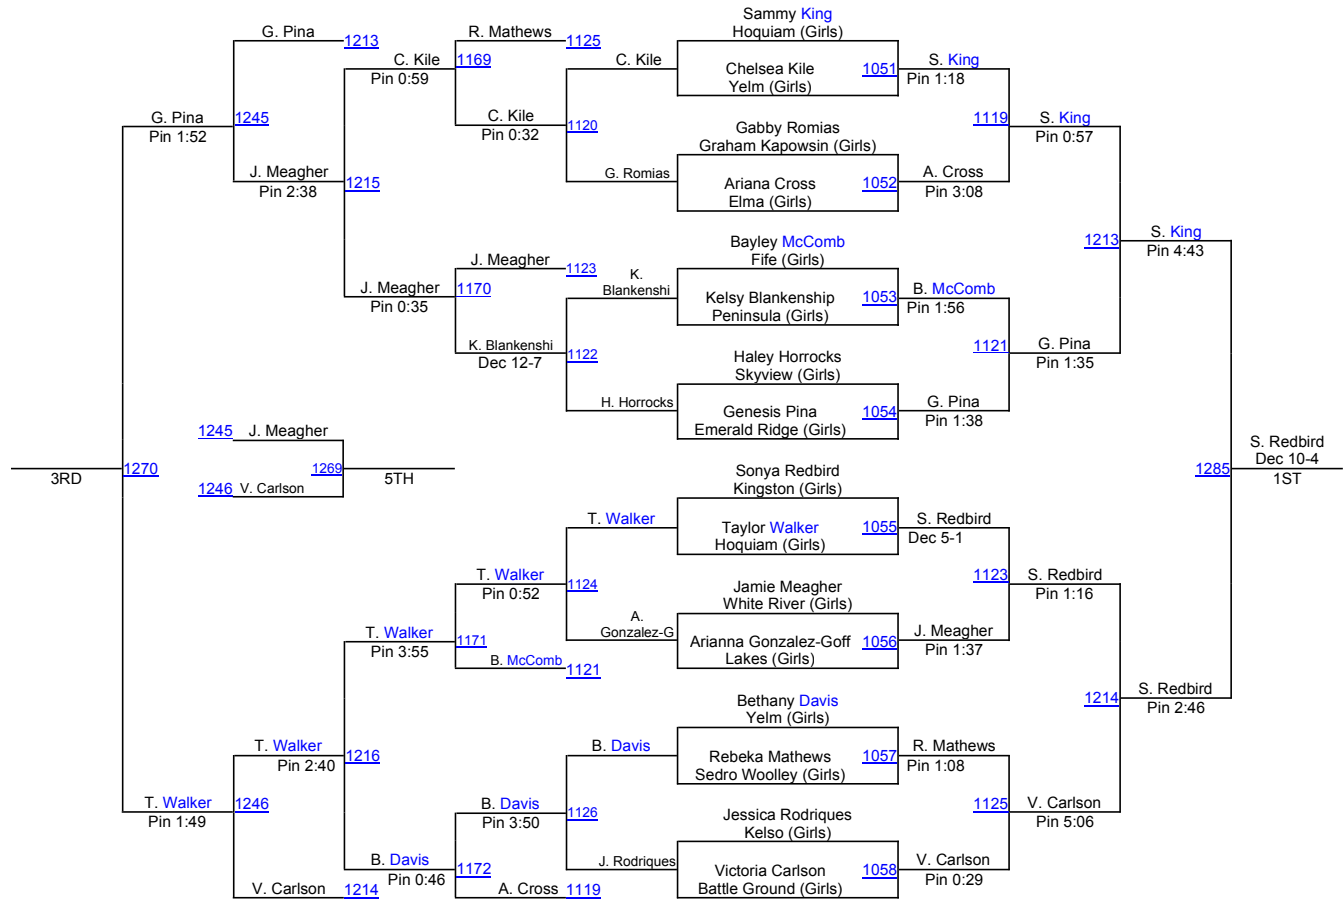 Sammy King
G. Pina
1213
R. Mathews
1125
Hoquiam (Girls)
C. Kile
1169
C. Kile
Chelsea Kile
1051
S. King
Pin 0:59
Yelm (Girls)
Pin 1:18
G. Pina
1245
C. Kile
1120
1119
S. King
Pin 1:52
Pin 0:32
Gabby Romias
Pin 0:57
Graham Kapowsin (Girls)
J. Meagher
1215
G. Romias
Ariana Cross
1052
A. Cross
Pin 2:38
Elma (Girls)
Pin 3:08
Bayley McComb
1213
S. King
J. Meagher
1123
K.
Fife (Girls)
Pin 4:43
J. Meagher
1170
Blankenshi
Kelsy Blankenship
1053
B. McComb
Pin 0:35
Peninsula (Girls)
Pin 1:56
K. Blankenshi
1122
1121
G. Pina
Dec 12-7
Haley Horrocks
Pin 1:35
Skyview (Girls)
H. Horrocks
Genesis Pina
1054
G. Pina
Emerald Ridge (Girls)
Pin 1:38
1245
J. Meagher
S. Redbird
Dec 10-4
3RD
1270
1269
5TH
Sonya Redbird
1285
1ST
1246
V. Carlson
Kingston (Girls)
T. Walker
Taylor Walker
1055
S. Redbird
Hoquiam (Girls)
Dec 5-1
T. Walker
1124
Jamie Meagher
1123
S. Redbird
Pin 0:52
White River (Girls)
Pin 1:16
T. Walker
1171
A.
Gonzalez-G
Arianna Gonzalez-Goff
1056
J. Meagher
Pin 3:55
Lakes (Girls)
Pin 1:37
B. McComb
1121
Bethany Davis
1214
S. Redbird
Yelm (Girls)
Pin 2:46
T. Walker
1216
B. Davis
Rebeka Mathews
1057
R. Mathews
Pin 2:40
Sedro Woolley (Girls)
Pin 1:08
T. Walker
1246
B. Davis
1126
Jessica Rodriques
1125
V. Carlson
Pin 1:49
Pin 3:50
Kelso (Girls)
Pin 5:06
B. Davis
1172
J. Rodriques
Victoria Carlson
1058
V. Carlson
Pin 0:46
Battle Ground (Girls)
Pin 0:29
V. Carlson
1214
A. Cross
1119